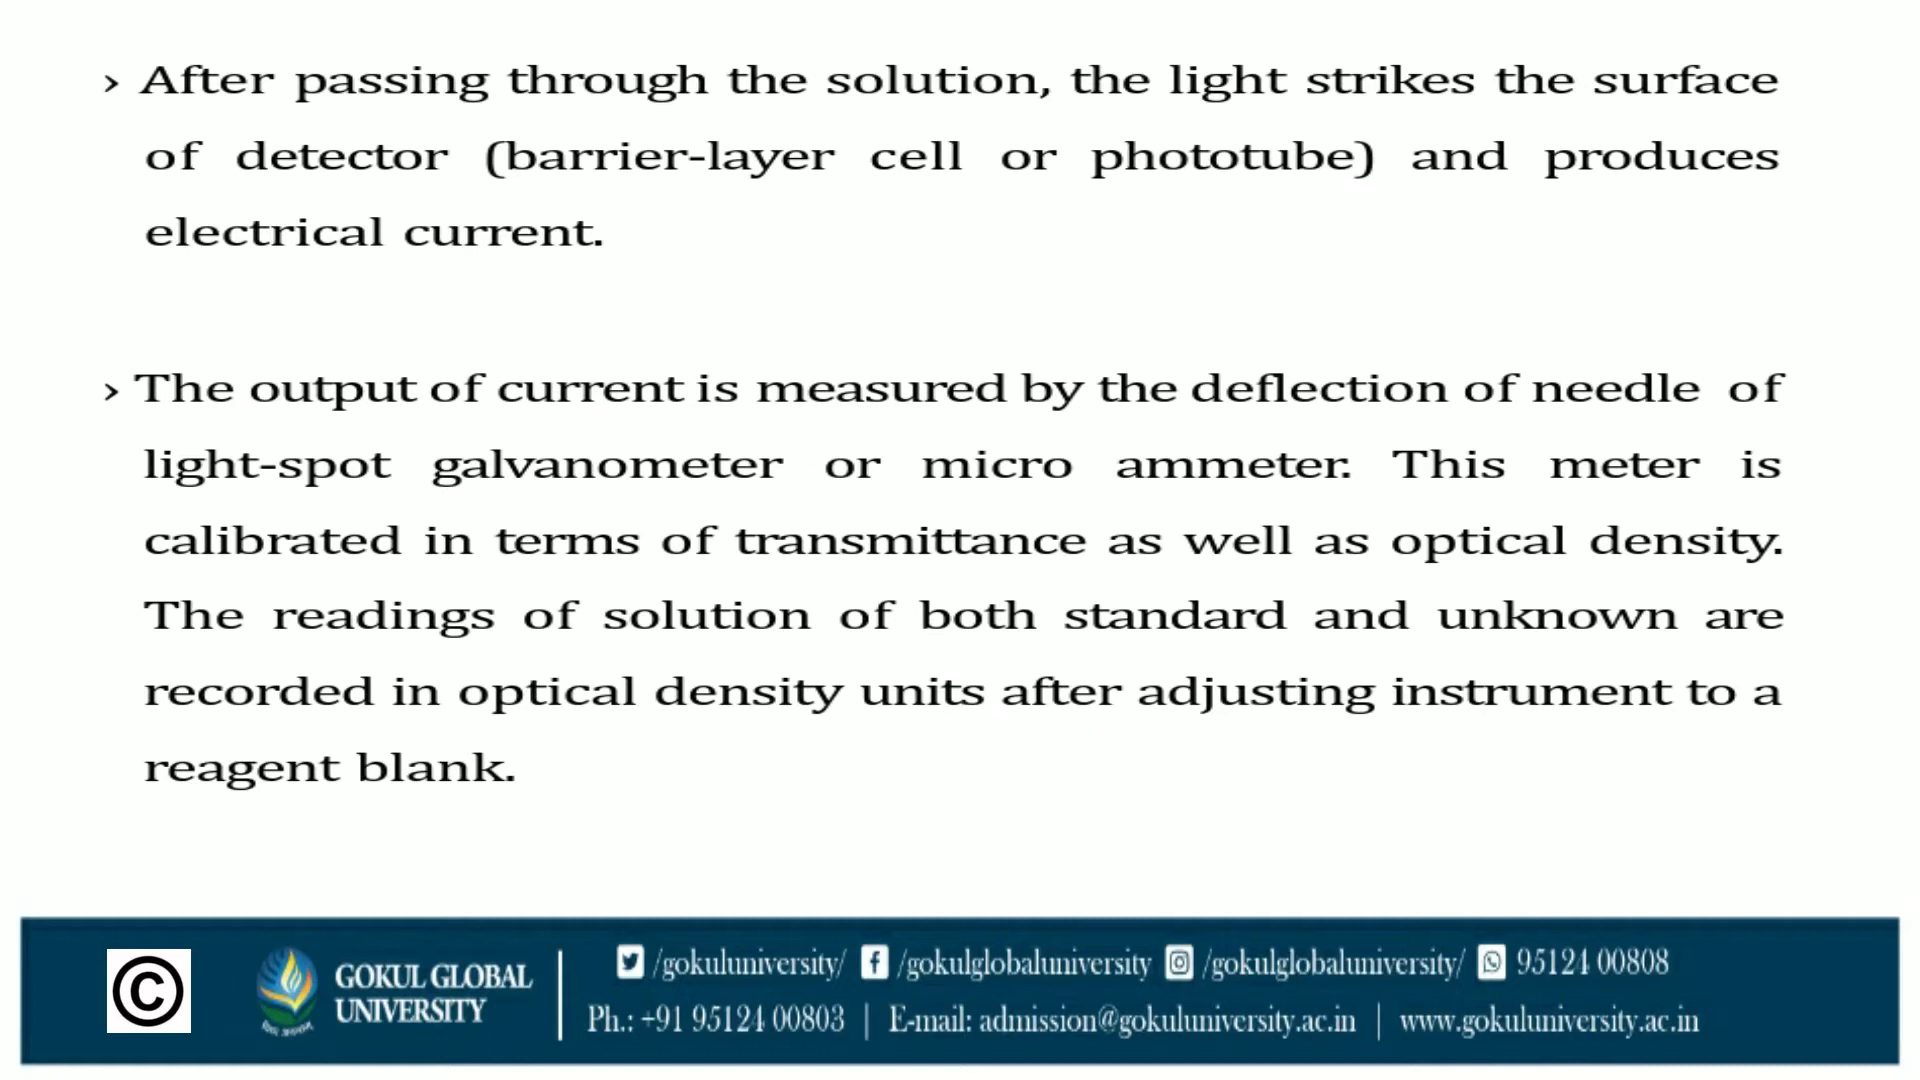 › After passing through the solution, the light strikes the surface
of detector (barrier-layer cell or phototube) and produces
electrical current.
› The output of current is measured by the deflection of needle of
light-spot galvanometer or micro ammeter. This meter is
calibrated in terms of transmittance as well as optical density.
The readings of solution of both standard and unknown are
recorded in optical density units after adjusting instrument to a
reagent blank.
©
GOKUL GLOBAL
UNIVERSITY
/gokuluniversity/ /gokulglobaluniversity /gokulglobaluniversity/ 95124 00808
Ph.: +91 95124 00803 | E-mail: admission@gokuluniversity.ac.in | www.gokuluniversity.ac.in